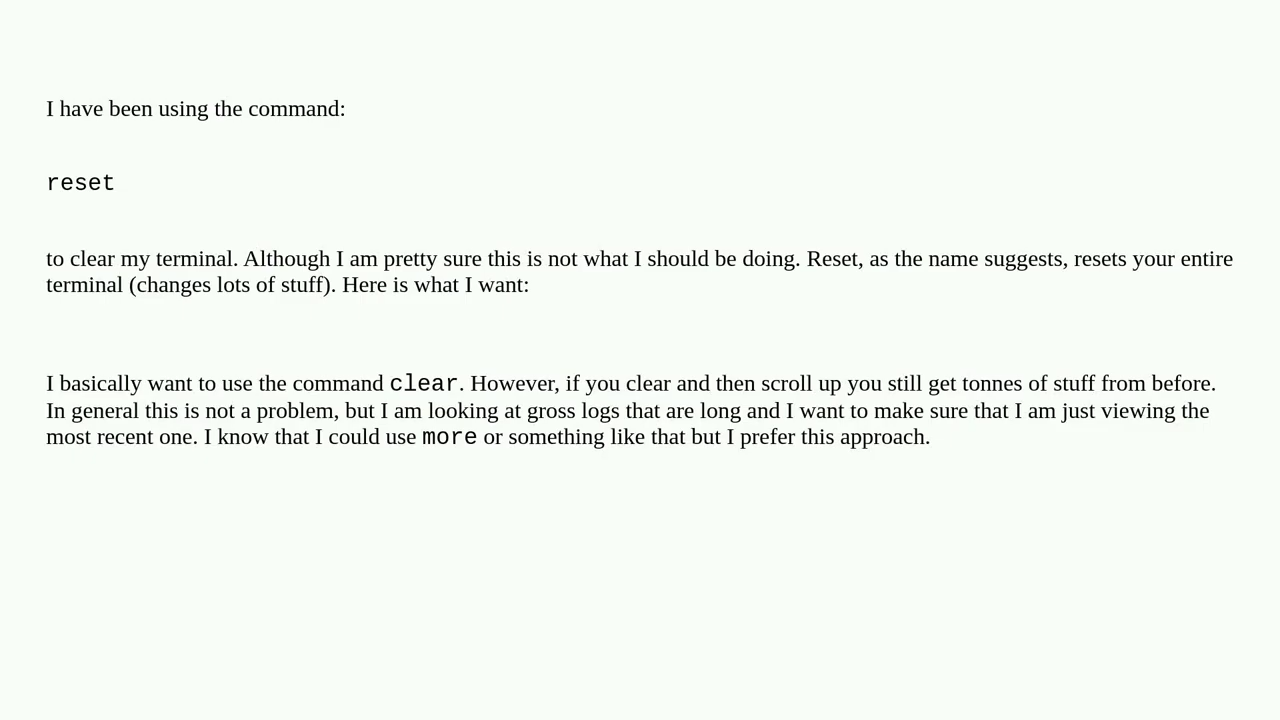 I have been using the command:
reset
to clear my terminal. Although I am pretty sure this is not what I should be doing. Reset, as the name suggests, resets your entire
terminal (changes lots of stuff). Here is what I want:
I basically want to use the command clear. However, if you clear and then scroll up you still get tonnes of stuff from before.
In general this is not a problem, but I am looking at gross logs that are long and I want to make sure that I am just viewing the
most recent one. I know that I could use more or something like that but I prefer this approach.